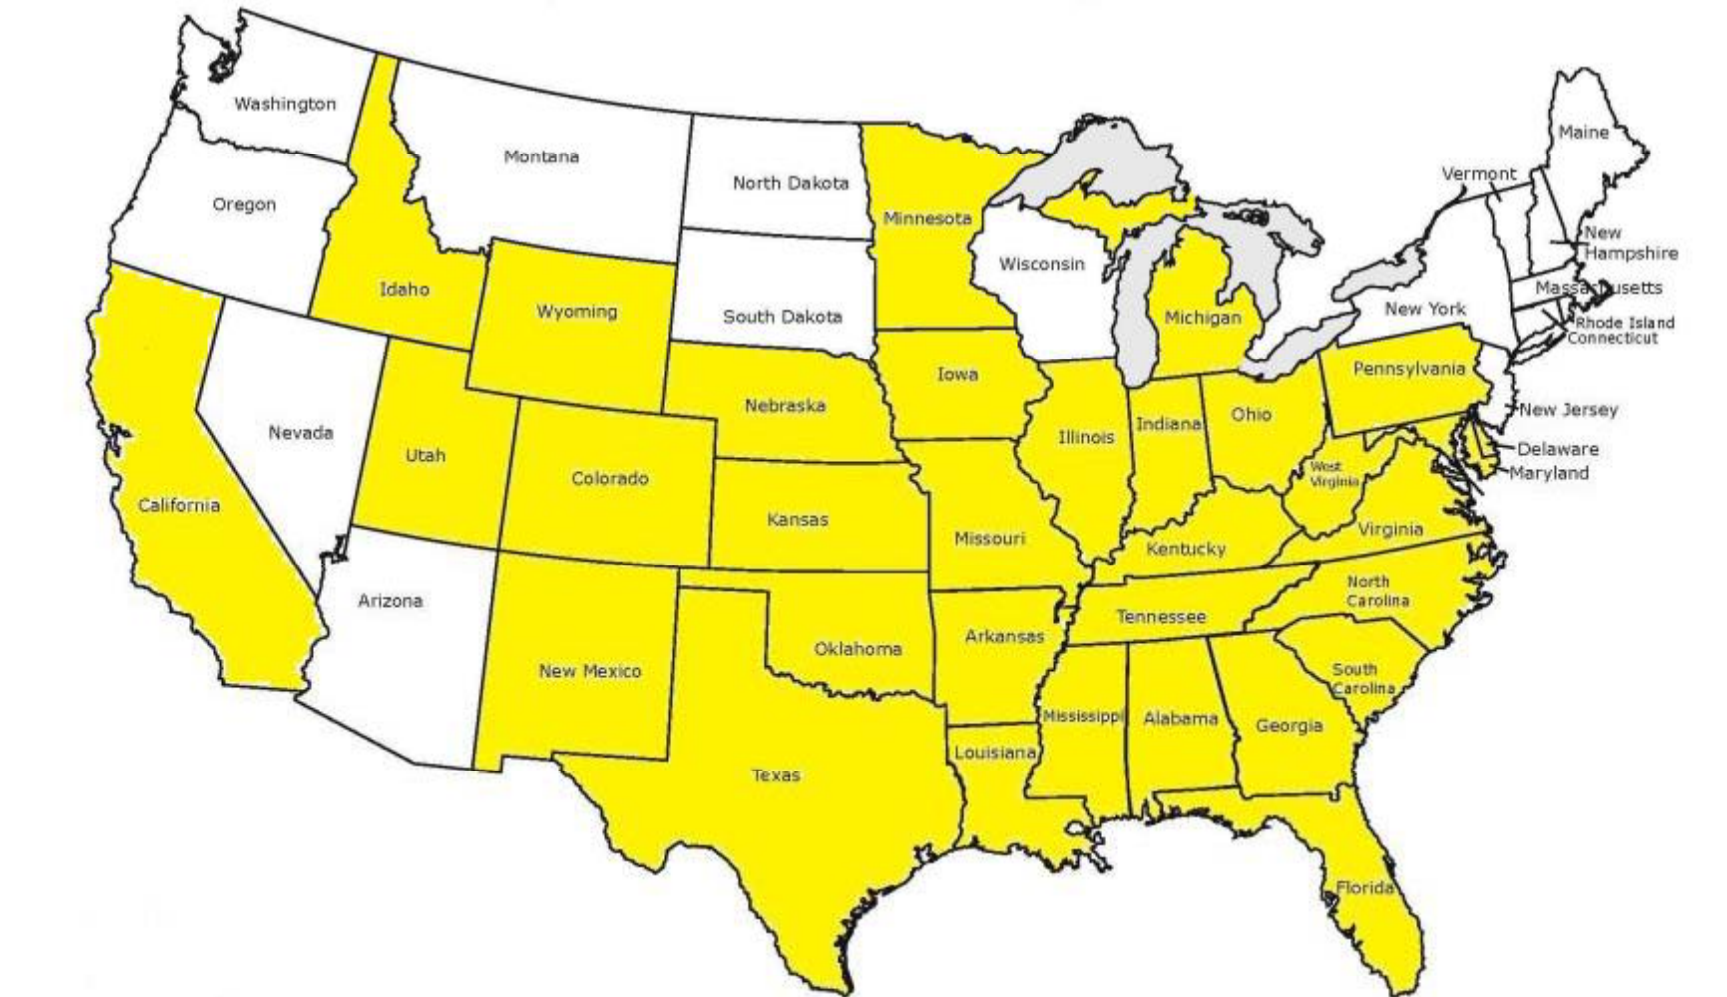 Washington
Montana
North Dakota
Minnesota
Maine
Vermont
Oregon
New
Hampshire
Wisconsin
Massachusetts
Idaho
Wyoming
South Dakota
Michigan
New York
Rhode Island
Connecticut
Iowa
Pennsylvania
Nebraska
New Jersey
Nevada
Utah
Illinois
Indiana
Ohio
Delaware
Maryland
Colorado
West
Virginia
California
Kansas
Missouri
Kentucky
Virginia
Arizona
North
Carolina
Tennessee
Oklahoma
Arkansas
New Mexico
South
Carolina
Mississippi
Alabama
Georgia
Louisiana
Texas
Florida